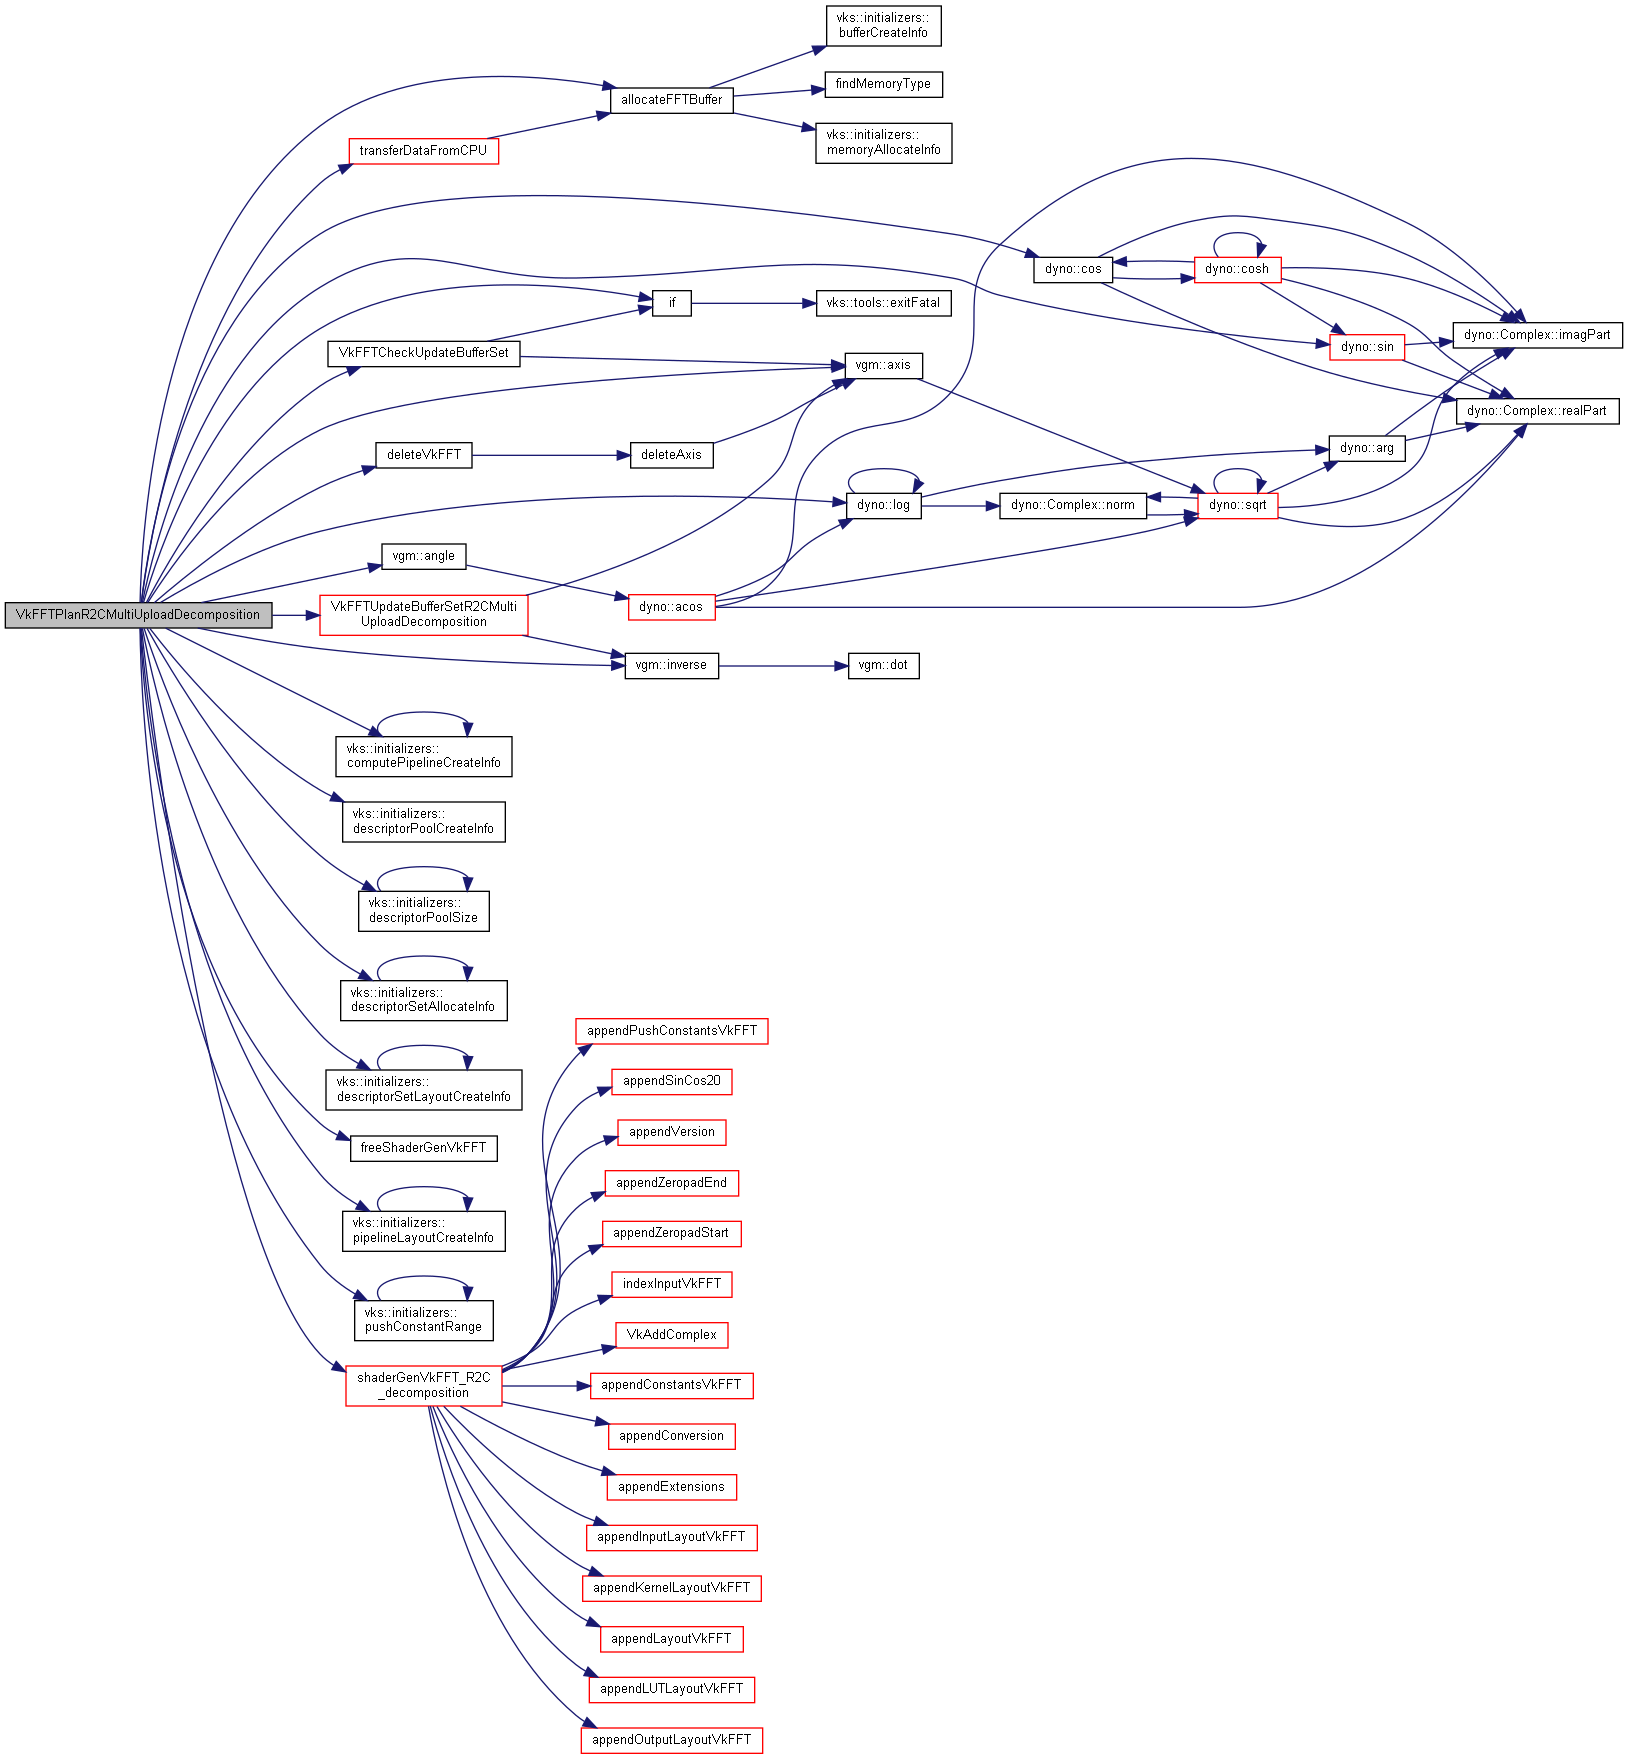 vks::initializers::
bufferCreateInfo
findMemoryType
allocateFFTBuffer
vks::initializers::
memoryAllocateInfo
transferDataFromCPU
dyno::cos
dyno::cosh
if
vks::tools::exitFatal
dyno::Complex::imagPart
dyno::sin
VkFFTCheckUpdateBufferSet
vgm::axis
dyno::Complex::realPart
deleteVkFFT
deleteAxis
dyno::arg
dyno::log
dyno::Complex::norm
dyno::sqrt
vgm::angle
dyno::acos
VkFFTPlanR2CMultiUploadDecomposition
VkFFTUpdateBufferSetR2CMulti
UploadDecomposition
vgm::inverse
vgm::dot
vks::initializers::
computePipelineCreateInfo
vks::initializers::
descriptorPoolCreateInfo
vks::initializers::
descriptorPoolSize
vks::initializers::
descriptorSetAllocateInfo
appendPushConstantsVkFFT
vks::initializers::
descriptorSetLayoutCreateInfo
appendSinCos20
appendVersion
freeShaderGenVkFFT
appendZeropadEnd
vks::initializers::
pipelineLayoutCreateInfo
appendZeropadStart
indexInputVkFFT
vks::initializers::
pushConstantRange
VkAddComplex
shaderGenVkFFT_R2C
_decomposition
appendConstantsVkFFT
appendConversion
appendExtensions
appendInputLayoutVkFFT
appendKernelLayoutVkFFT
appendLayoutVkFFT
appendLUTLayoutVkFFT
appendOutputLayoutVkFFT